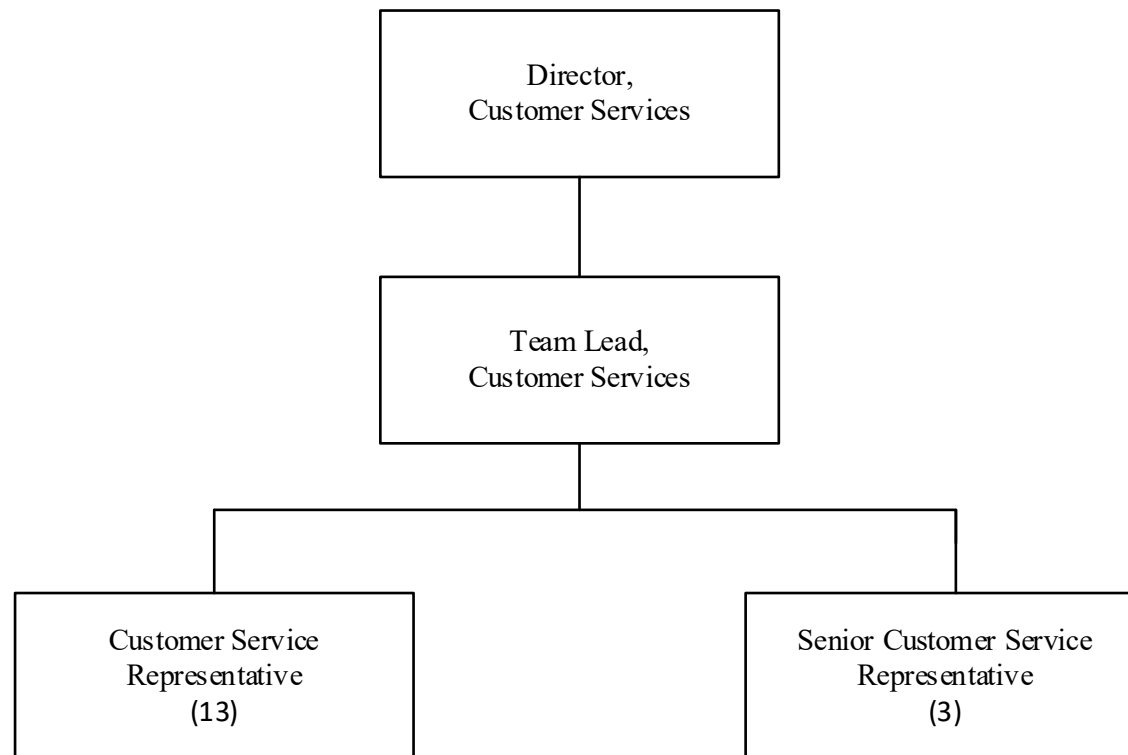 Director,
Customer Services
Team Lead,
Customer Services
Customer Service
Representative
(13)
Senior Customer Service
Representative
(3)